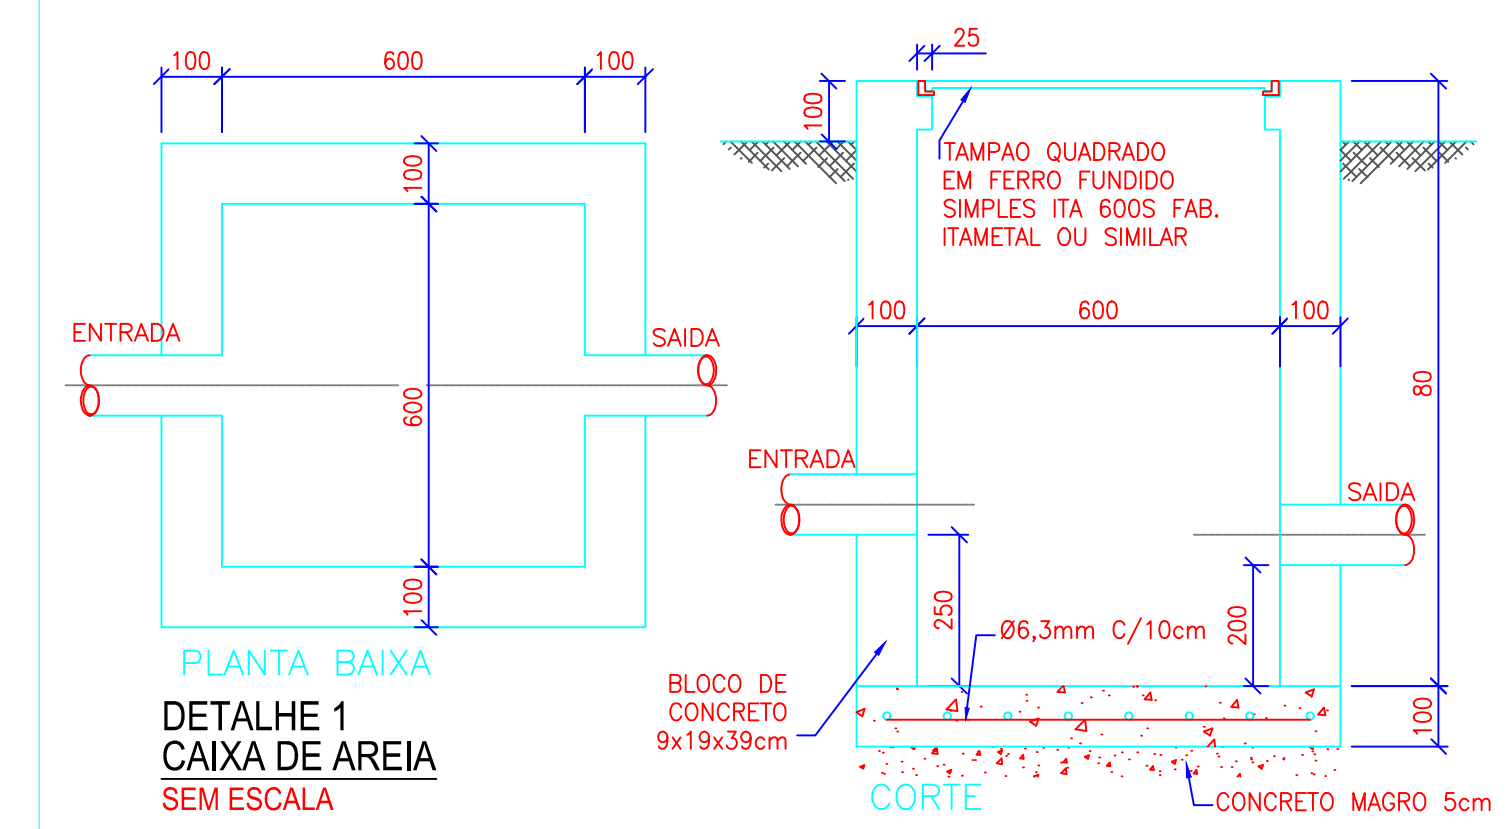 100
600
100
100
600
100
ENTRADA
SAIDA
PLANTA BAIXA
DETALHE 1
CAIXA DE AREIA
SEM ESCALA
25
100
TAMPAO QUADRADO
EM FERRO FUNDIDO
SIMPLES ITA 600S FAB.
ITAMETAL OU SIMILAR
100
600
100
80
ENTRADA
SAIDA
250
200
Ø6,3mm C/10cm
BLOCO DE
CONCRETO
9x19x39cm
100
CORTE
CONCRETO MAGRO 5cm